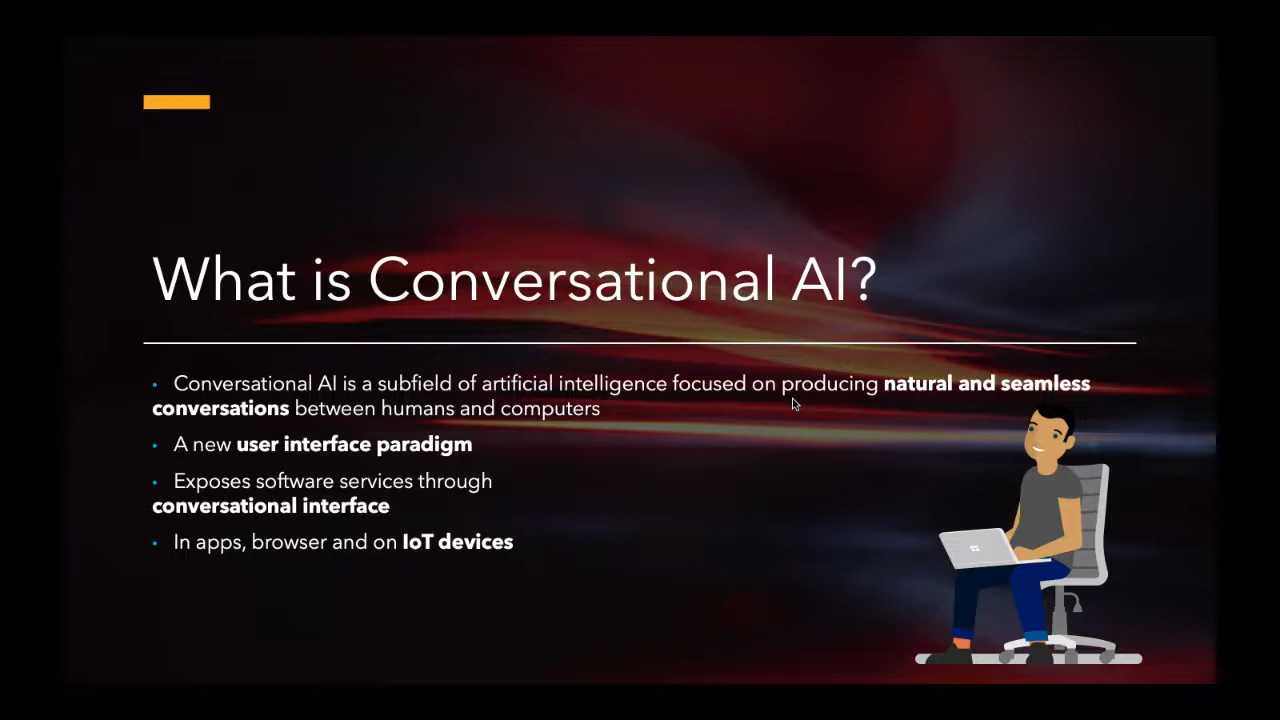 What is Conversational AI?
• Conversational AI is a subfield of artificial intelligence focused on producing natural and seamless
conversations between humans and computers
• A new user interface paradigm
• Exposes software services through
conversational interface
• In apps, browser and on IoT devices